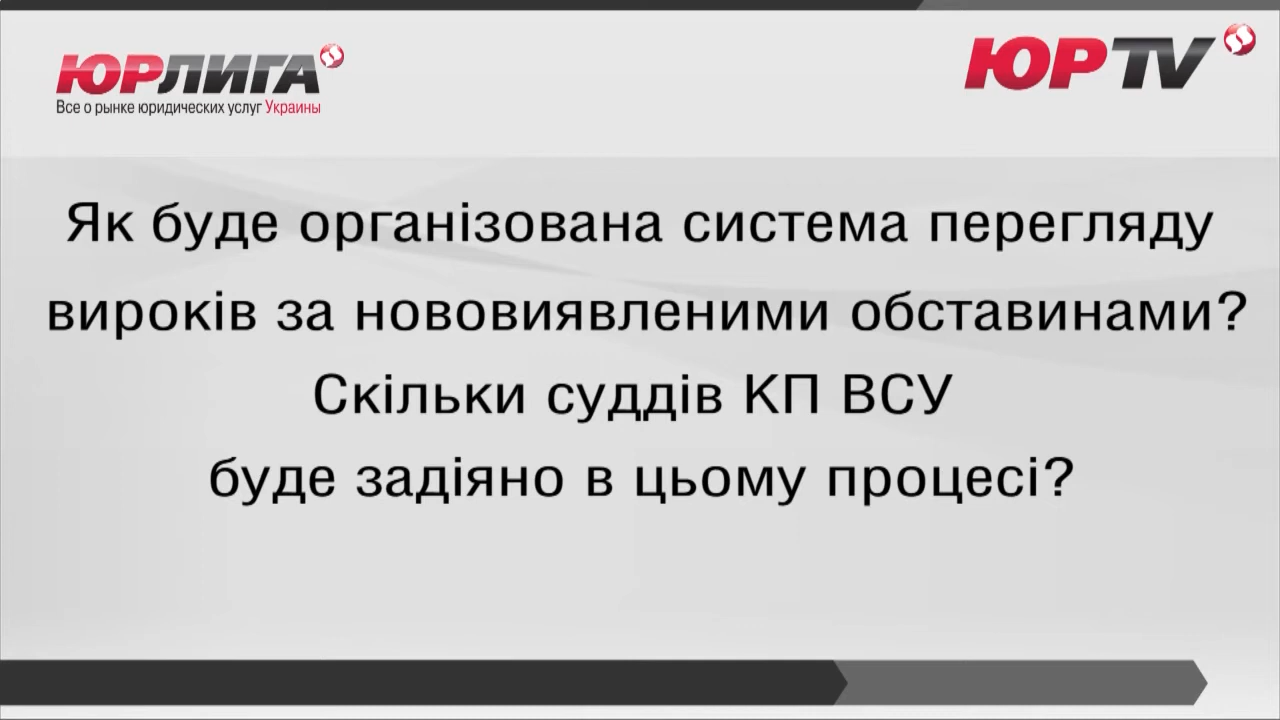 ЮРЛИГА
Все о рынке юридических услуг Украины
ЮРTV
Як буде організована система перегляду
вироків за нововиявленими обставинами?
Скільки суддів КП ВСУ
буде задіяно в цьому процесі?